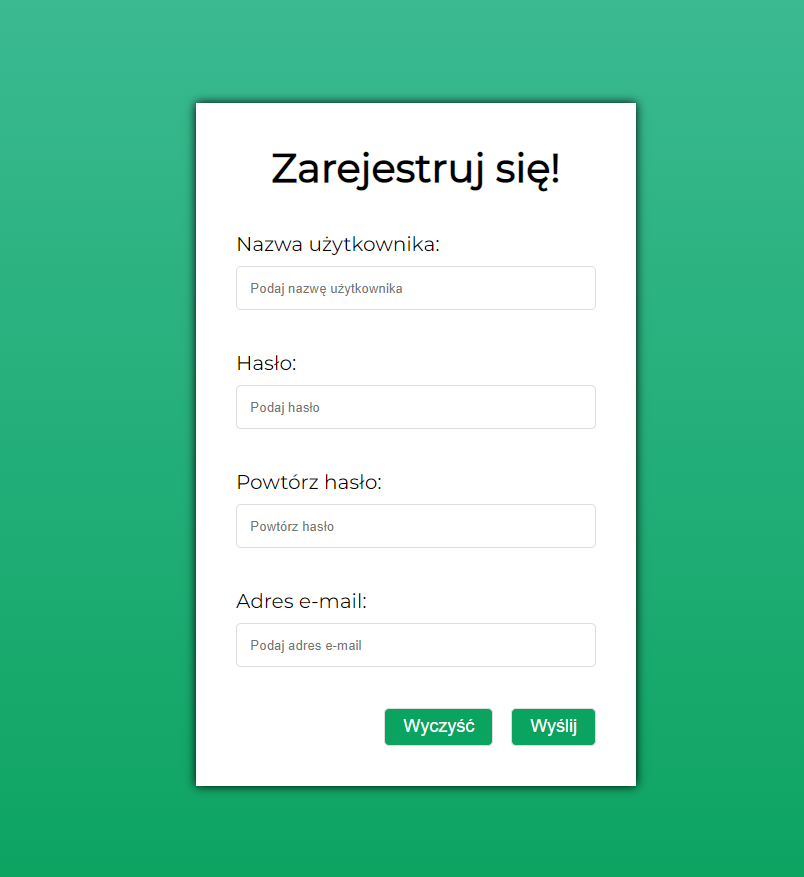 Zarejestruj się!
Nazwa użytkownika:
Podaj nazwę użytkownika
Hasło:
Podaj hasło
Powtórz hasło:
Powtórz hasło
Adres e-mail:
Podaj adres e-mail
Wyczyść Wyślij